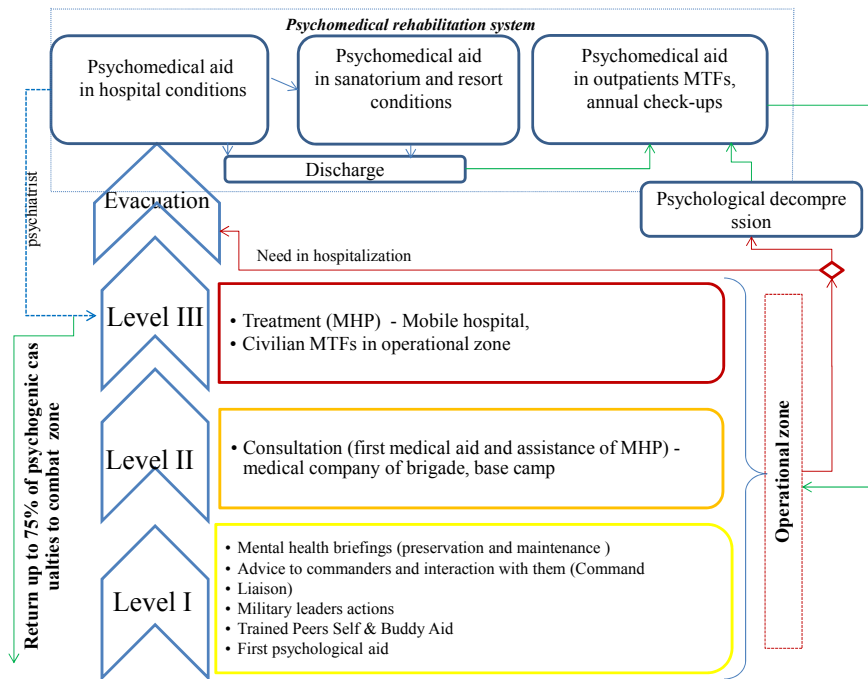 Psychomedical rehabilitation system
Psychomedical aid
in hospital conditions
Psychomedical aid
in sanatorium and resort
conditions
Psychomedical aid
in outpatients MTFs,
annual check-ups
Discharge
psychiatrist
Evacuation
Psychological decompre
ssion
Need in hospitalization
Level III
• Treatment (MHP)  - Mobile hospital,
• Civilian MTFs in operational zone
Level II
• Consultation (first medical aid and assistance of MHP) -
medical company of brigade, base camp
Level I
• Mental health briefings (preservation and maintenance )
• Advice to commanders and interaction with them (Command
• Liaison)
• Military leaders actions
• Trained Peers Self & Buddy Aid
• First psychological aid
Operational zone
Return up to 75% of psychogenic cas
ualties to combat  zone